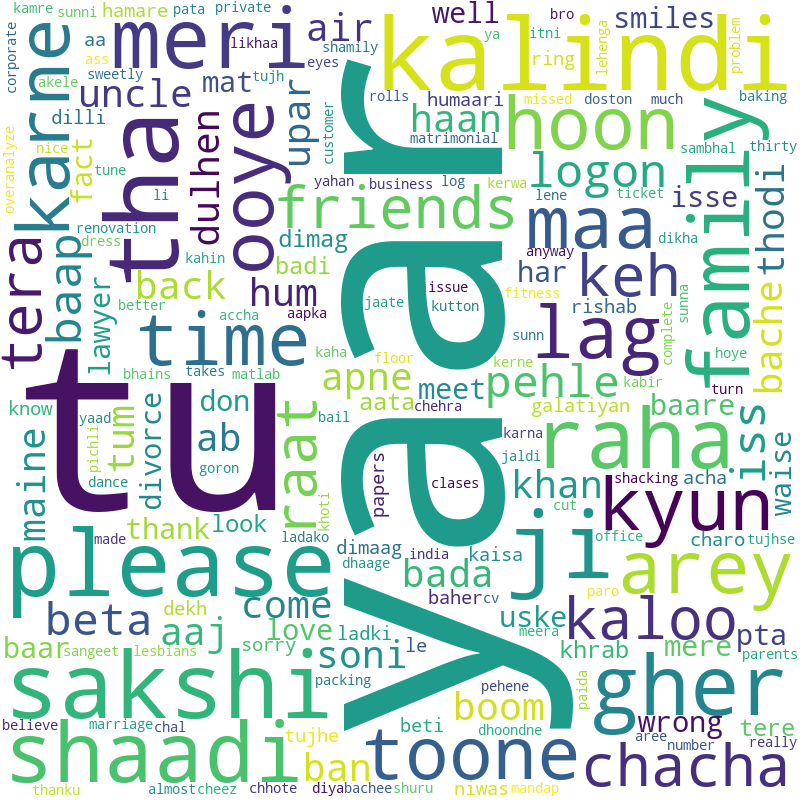 yaar
tu
kalindi
meri
tha
karne
ooye
hoon
maa
family
friends
logon
air
well
smiles
uncle
mat
upar
haan
humaari
ring
bro
ya
itni
lehenga
problem
corporate
kamre
sunni
hamare
pata
private
aa
ass
likhaa
shamily
eyes
akele
sweetly
tujh
rolls
missed
doston
much
baking
dilli
fact
dulhen
customer
matrimonial
sambhal
thirty
overanalyze
nice
tune
yahan
business
log
kerwa
lene
ticket
isse
thodi
tera
baap
li
renovation
dress
kahin
dimag
badi
hum
back
keh
har
rishab
dikha
anyway
lawyer
better
accha
aapka
jaate
issue
kutton
fitness
complete
sunna
bache
time
lag
sunn
hoye
bhains
takes
matlab
kaha
floor
apne
meet
pehle
kerne
kabir
turn
know
yaad
tum
divorce
don
raat
bail
aata
chehra
galatiyan
baare
iss
waise
maine
pichli
dance
ab
goron
khoti
papers
karna
raha
jaldi
made
thank
look
ladako
dimaag
india
clases
khan
shacking
acha
kyun
please
dhaage
bada
kaisa
cut
office
charo
tujhse
ji
arey
beta
dekh
come
baher
cv
uske
paro
kaloo
pta
baar
aaj
love
sorry
ladki
le
meera
khrab
mere
parents
sangeet
lesbians
soni
packing
pehene
paida
gher
sakshi
believe
marriage
chal
tujhe
beti
boom
dhoondne
wrong
tere
aree
number
really
shaadi
ban
toone
chacha
thanku
almost
cheez
chhote
diya
bachee
shuru
niwas
mandap